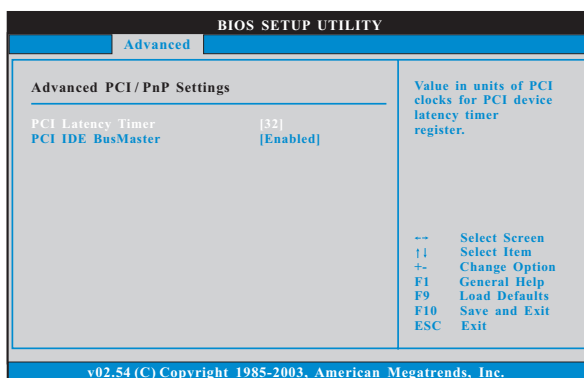 BIOS SETUP UTILITY
Advanced
Advanced PCI / PnP Settings
PCI Latency Timer [32]
PCI IDE BusMaster [Enabled]
Value in units of PCI
clocks for PCI device
latency timer
register.
←→ Select Screen
↑↓ Select Item
+- Change Option
F1 General Help
F9 Load Defaults
F10 Save and Exit
ESC Exit
v02.54 (C) Copyright 1985-2003, American Megatrends, Inc.